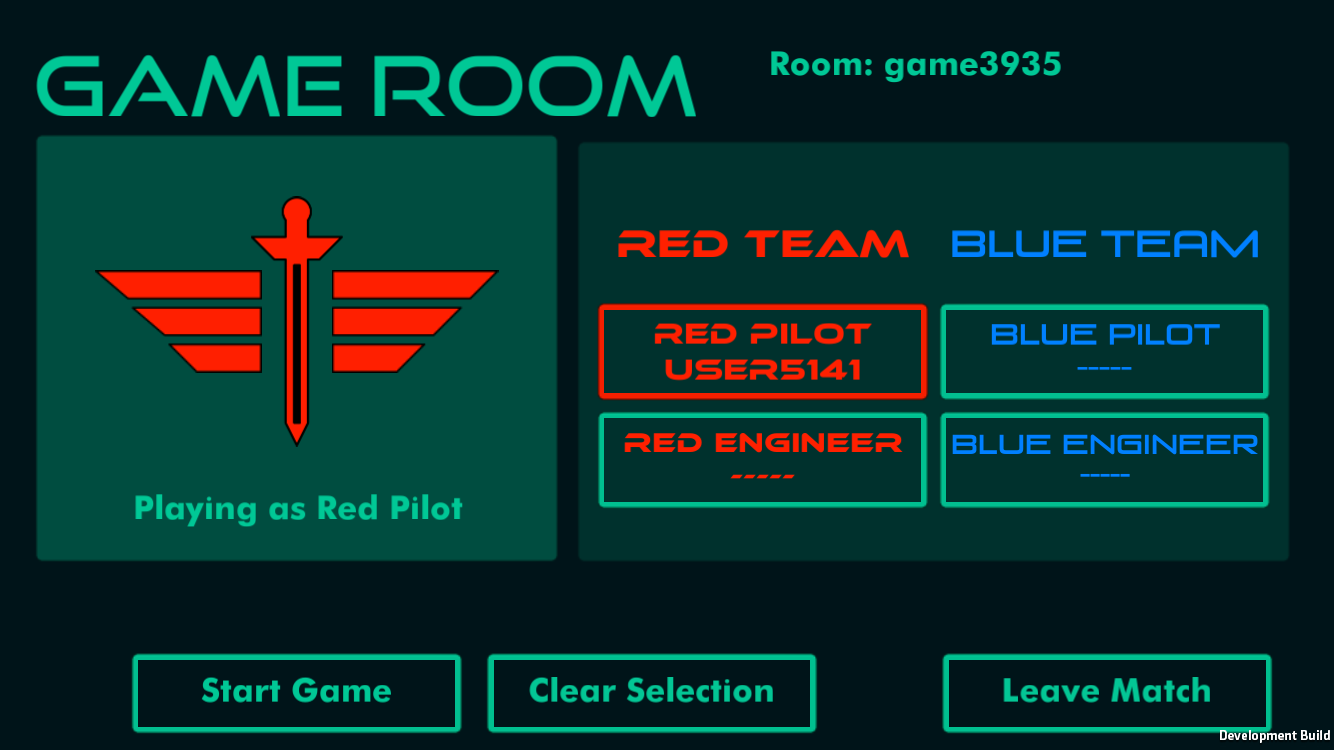 GAME ROOM
Room: game3935
RED TEAM
BLUE TEAM
RED PILOT
USER5141
BLUE PILOT
-----
RED ENGINEER
-----
BLUE ENGINEER
-----
Playing as Red Pilot
Start Game
Clear Selection
Leave Match
Development Build